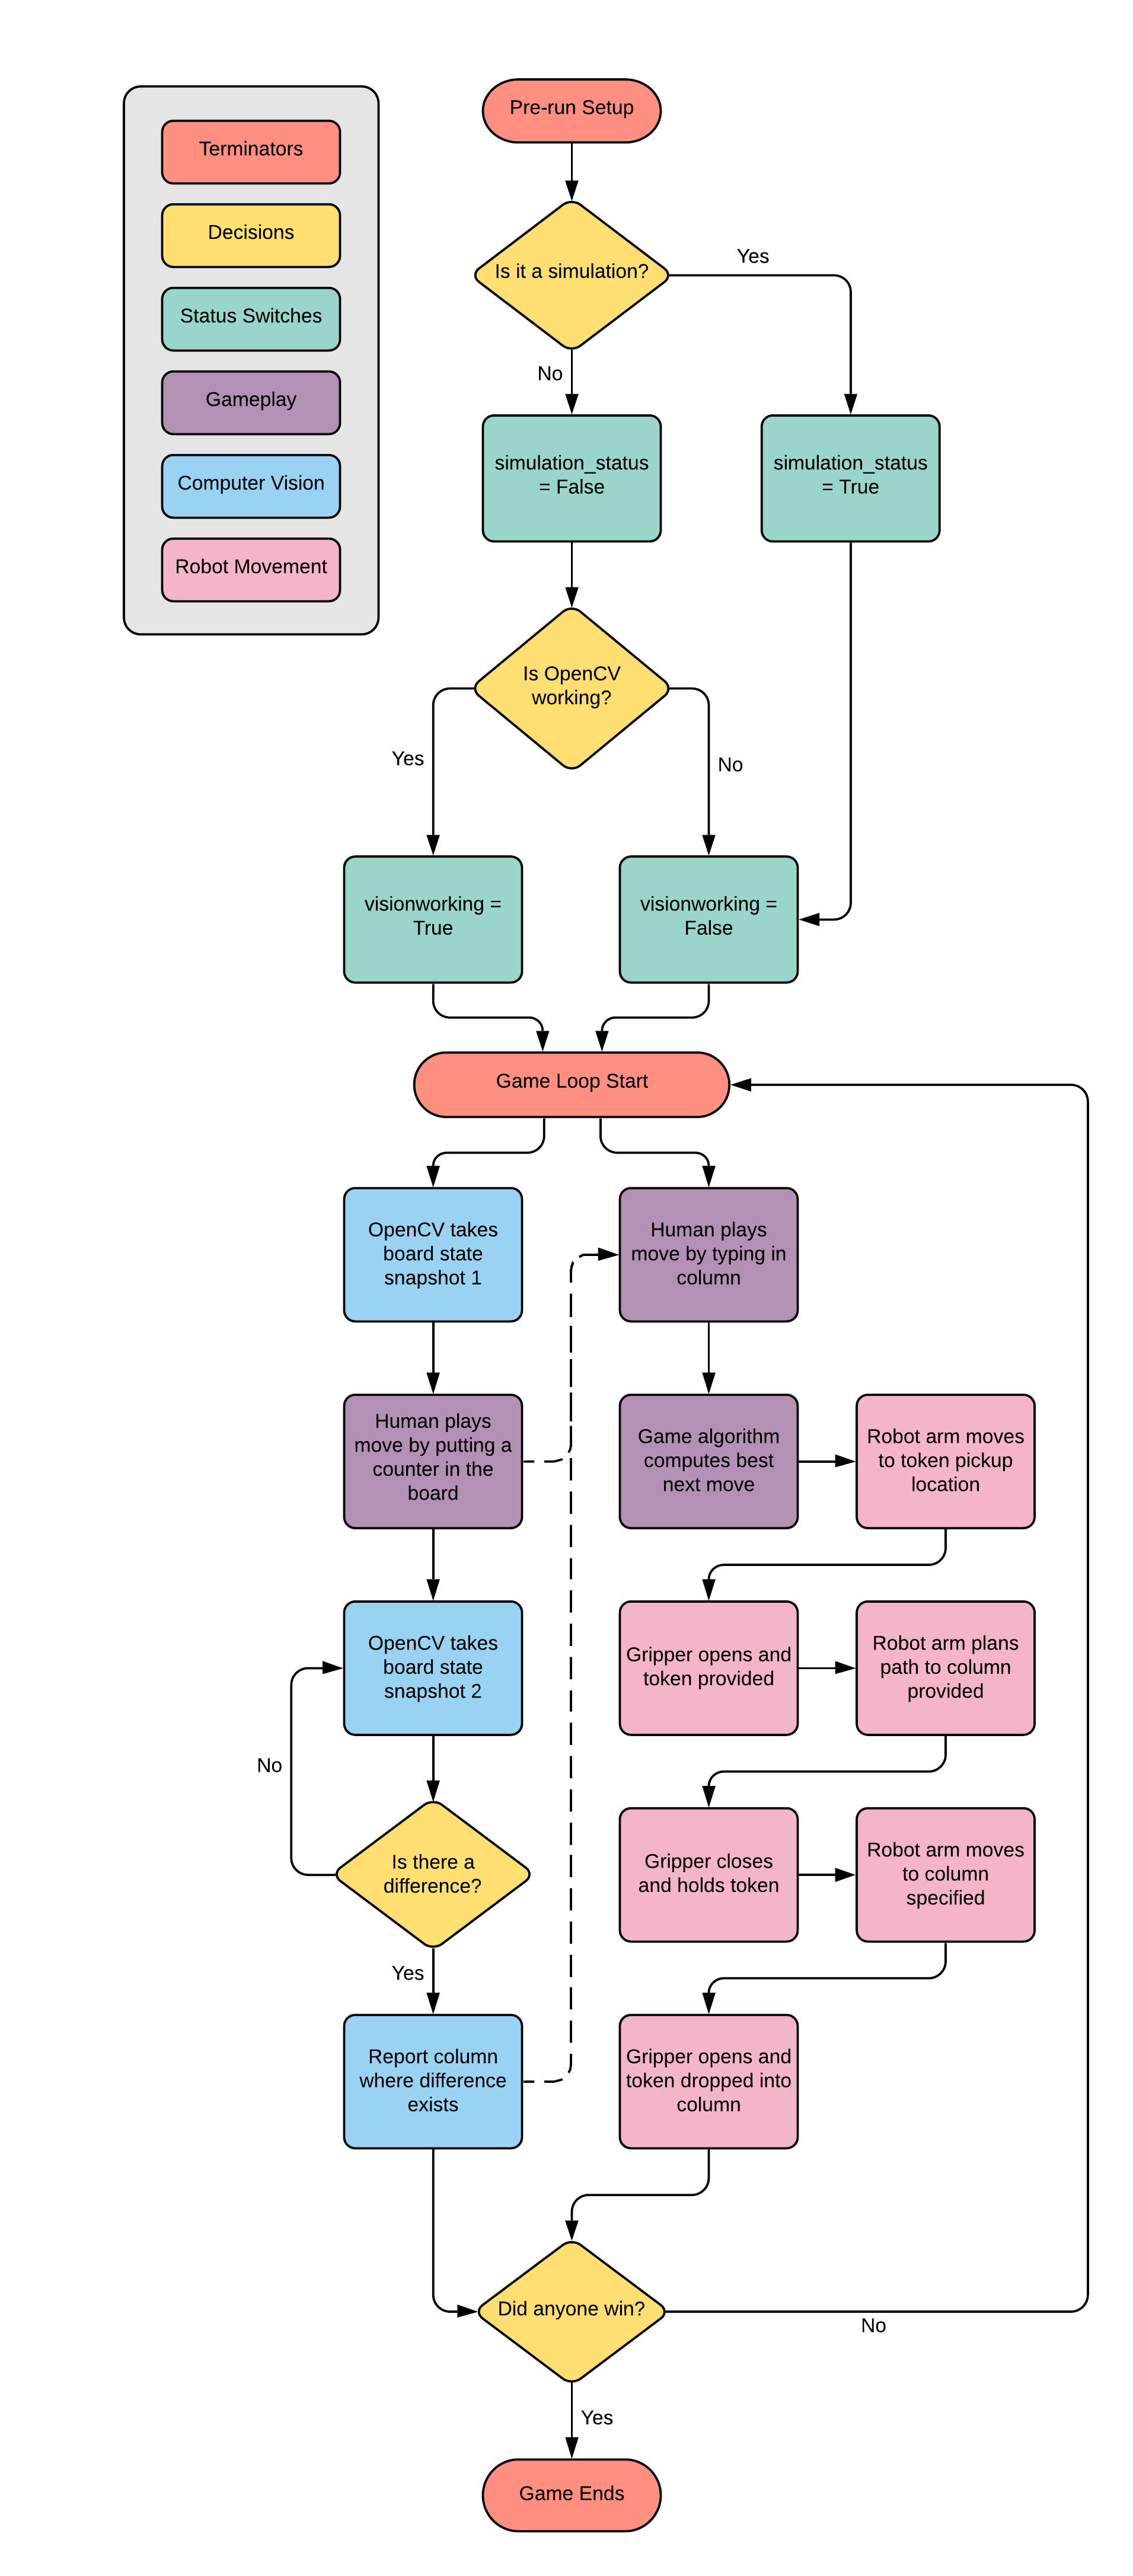 Terminators
Decisions
Status Switches
Gameplay
Computer Vision
Robot Movement
Pre-run Setup
Is it a simulation?
Yes
No
simulation_status
= False
simulation_status
= True
Is OpenCV
working?
Yes
No
visionworking =
True
visionworking =
False
Game Loop Start
OpenCV takes
board state
snapshot 1
Human plays
move by typing in
column
Human plays
move by putting a
counter in the
board
Game algorithm
computes best
next move
Robot arm moves
to token pickup
location
OpenCV takes
board state
snapshot 2
Gripper opens and
token provided
Robot arm plans
path to column
provided
No
Is there a
difference?
Gripper closes
and holds token
Robot arm moves
to column
specified
Yes
Report column
where difference
exists
Gripper opens and
token dropped into
column
Did anyone win?
No
Yes
Game Ends